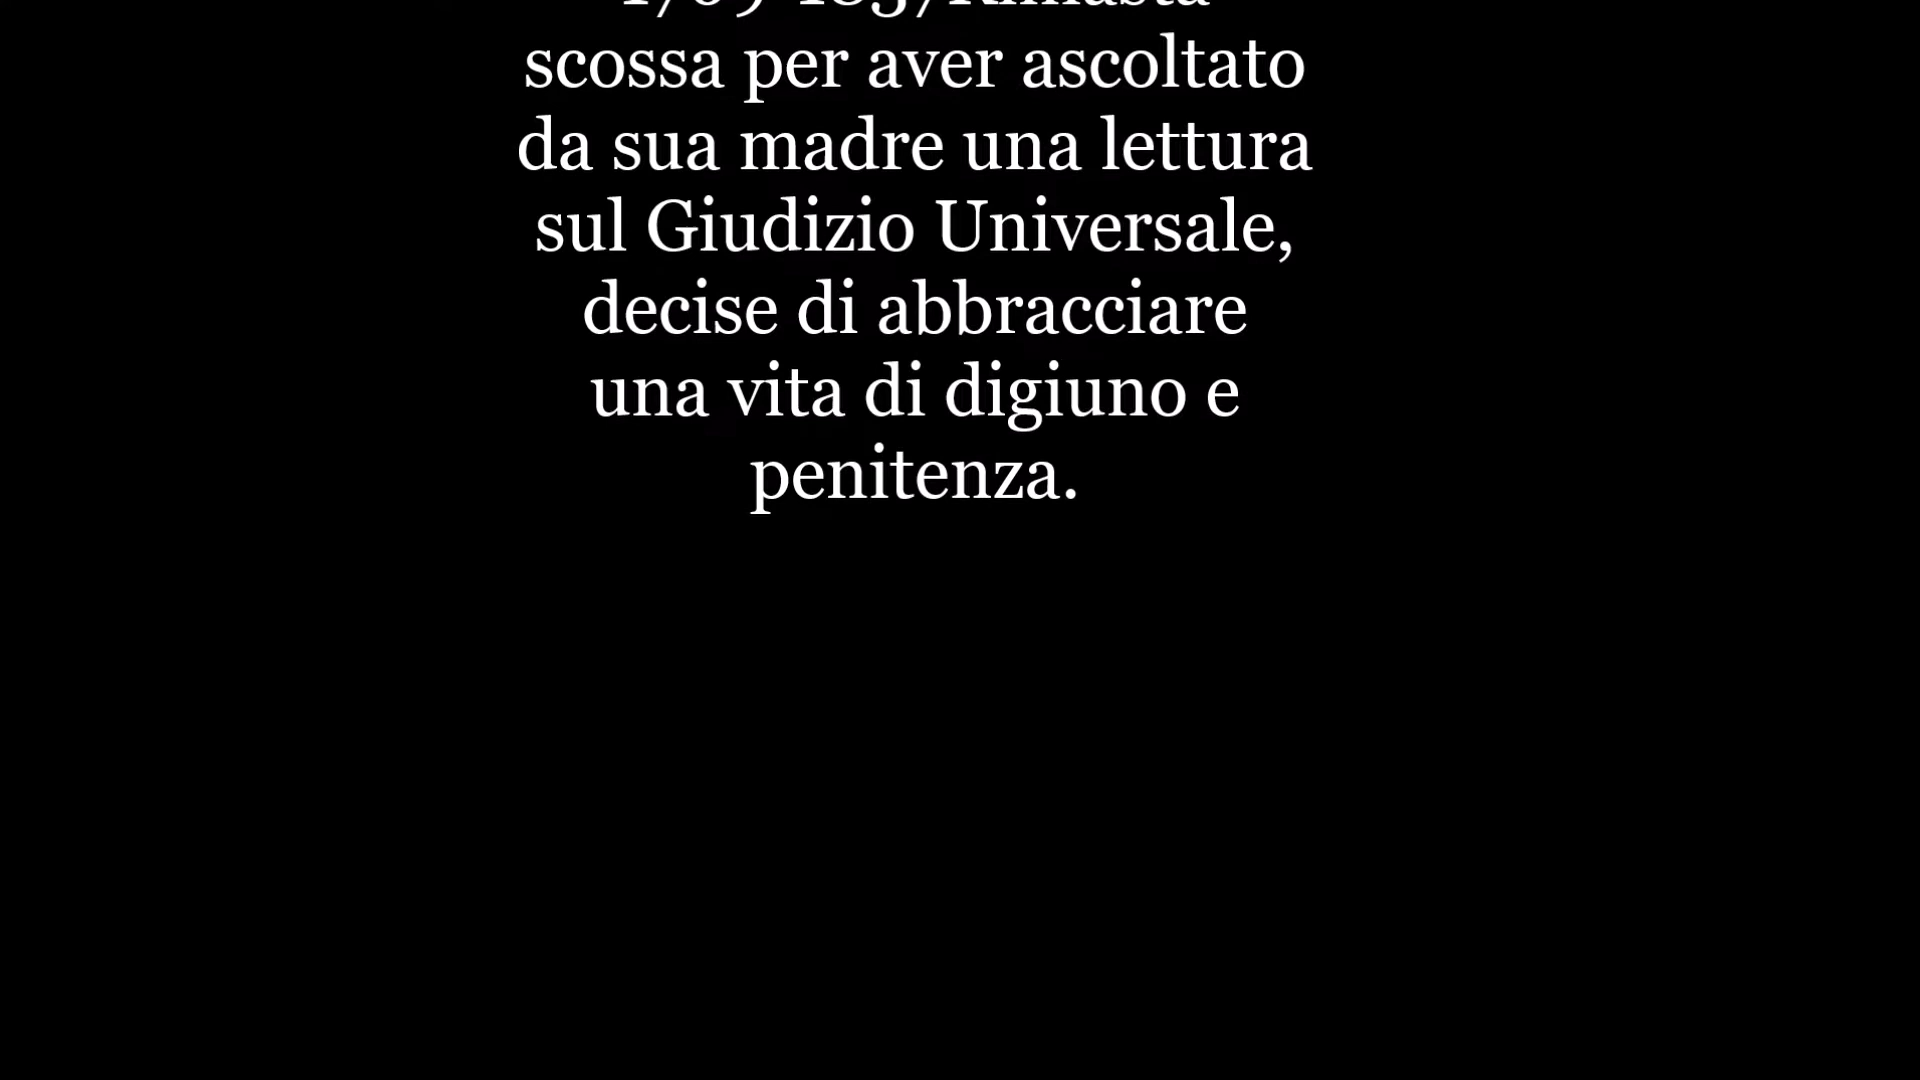 scossa per aver ascoltato
da sua madre una lettura
sul Giudizio Universale,
decise di abbracciare
una vita di digiuno e
penitenza.